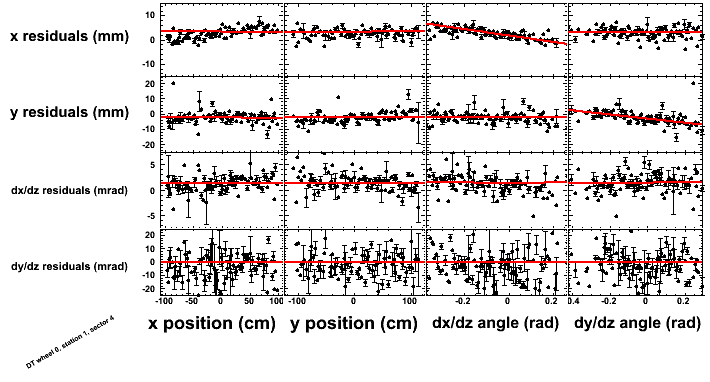 x residuals (mm)
10
0
-10
y residuals (mm)
20
10
0
-10
-20
dx/dz residuals (mrad)
5
0
-5
dy/dz residuals (mrad)
20
10
0
-10
-20
-100 -50 0 50 100
-100 0 100
-0.2 0 0.2
0.4 -0.2 0 0.2
x position (cm)
y position (cm)
dx/dz angle (rad)
dy/dz angle (rad)
DT wheel 0, station 1, sector 4